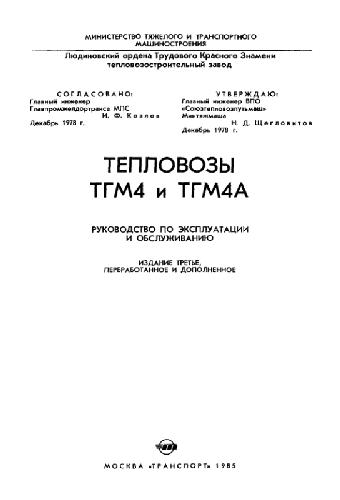 МИНИСТЕРСТВО ТЯЖЕЛОГО И ТРАНСПОРТНОГО
МАШИНОСТРОЕНИЯ
Людиновский ордена Трудового Красного Знамени
тепловозостроительный завод
СОГЛАСОВАНО:
Главный инженер
Главпромжелдортранса МПС
И. Ф. Козлов
Декабрь 1978 г.
УТВЕРЖДАЮ:
Главный инженер ВПО
«Союзтепловозпутьмаш»
Минтяжмаша
Н. Д. Щегловитов
Декабрь 1978 г.
ТЕПЛОВОЗЫ
ТГМ4 и ТГМ4А
РУКОВОДСТВО ПО ЭКСПЛУАТАЦИИ
И ОБСЛУЖИВАНИЮ
ИЗДАНИЕ ТРЕТЬЕ,
ПЕРЕРАБОТАННОЕ И ДОПОЛНЕННОЕ
МОСКВА «ТРАНСПОРТ» 1985